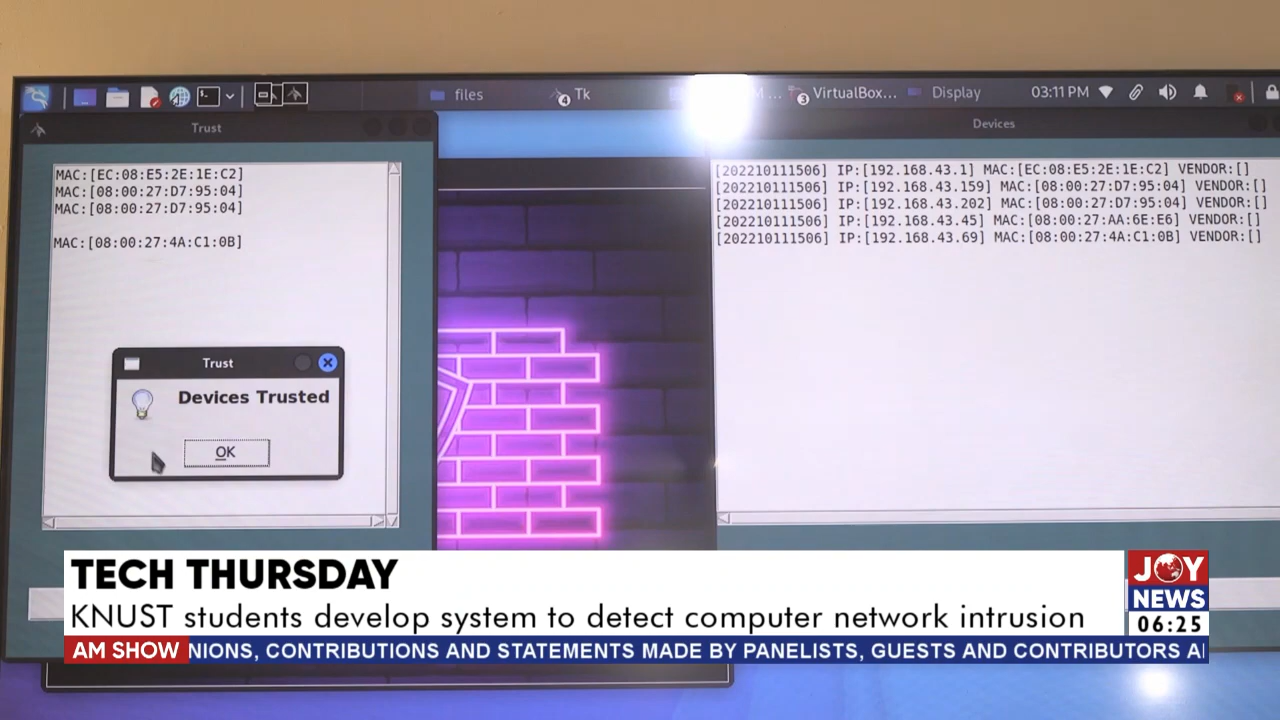 files
Tk
M ...
VirtualBox...
Display
03:11 PM
Trust
Devices
MAC:[EC:08:E5:2E:1E:C2]
MAC:[08:00:27:D7:95:04]
MAC:[08:00:27:D7:95:04]
MAC:[08:00:27:4A:C1:0B]
[202210111506] IP:[192.168.43.1] MAC:[EC:08:E5:2E:1E:C2] VENDOR:[]
[202210111506] IP:[192.168.43.159] MAC:[08:00:27:D7:95:04] VENDOR:[]
[202210111506] IP:[192.168.43.202] MAC:[08:00:27:D7:95:04] VENDOR:[]
[202210111506] IP:[192.168.43.45] MAC:[08:00:27:AA:6E:E6] VENDOR:[]
[202210111506] IP:[192.168.43.69] MAC:[08:00:27:4A:C1:0B] VENDOR:[]
Trust
Devices Trusted
OK
TECH THURSDAY
KNUST students develop system to detect computer network intrusion
JOY
NEWS
06:25
AM SHOW
NIONS, CONTRIBUTIONS AND STATEMENTS MADE BY PANELISTS, GUESTS AND CONTRIBUTORS A